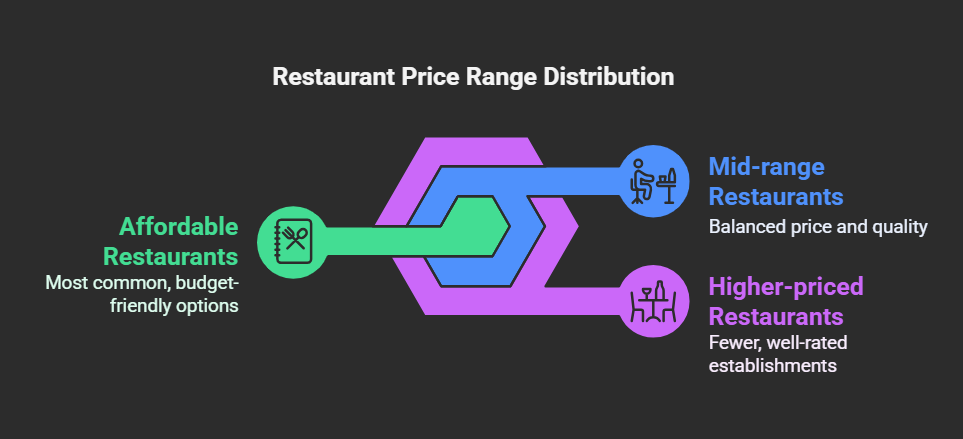 Restaurant Price Range Distribution
Affordable
Restaurants
Most common, budget-
friendly options
Mid-range
Restaurants
Balanced price and quality
Higher-priced
Restaurants
Fewer, well-rated
establishments